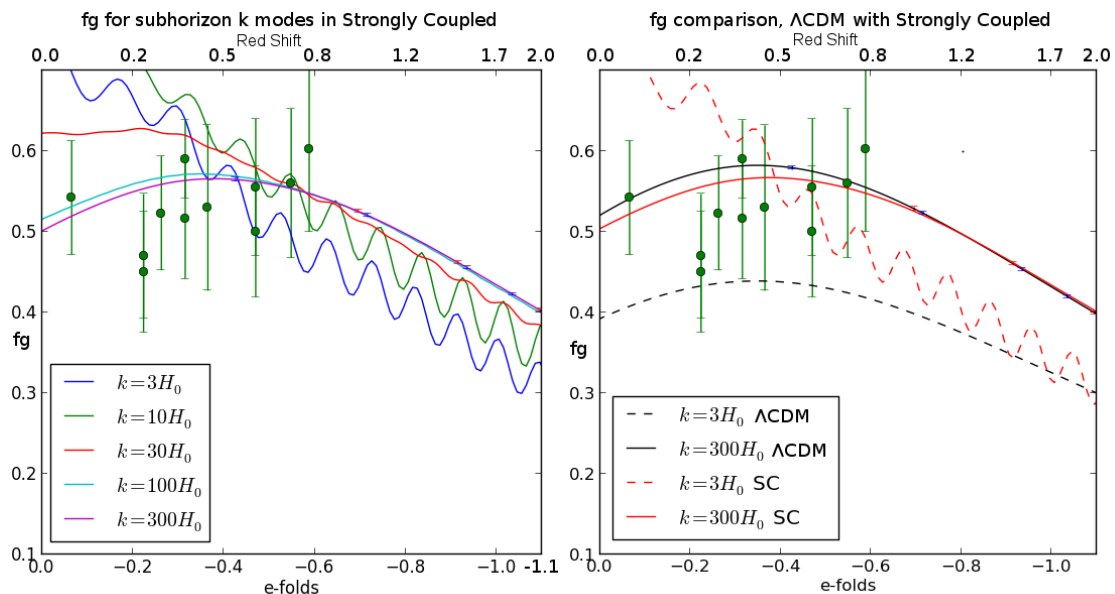 fg for subhorizon k modes in Strongly Coupled
Red Shift
0.0 0.2 0.5 0.8 1.2 1.7 2.0
0.6
0.5
0.4
fg
0.3
0.2
0.1
k=3H₀
k=10H₀
k=30H₀
k=100H₀
k=300H₀
0.0 −0.2 −0.4 −0.6 −0.8 −1.0 -1.1
e-folds
fg comparison, ΛCDM with Strongly Coupled
Red Shift
0.0 0.2 0.5 0.8 1.2 1.7 2.0
0.6
0.5
0.4
fg
0.3
0.2
0.1
k=3H₀ ΛCDM
k=300H₀ ΛCDM
k=3H₀ SC
k=300H₀ SC
0.0 −0.2 −0.4 −0.6 −0.8 −1.0
e-folds